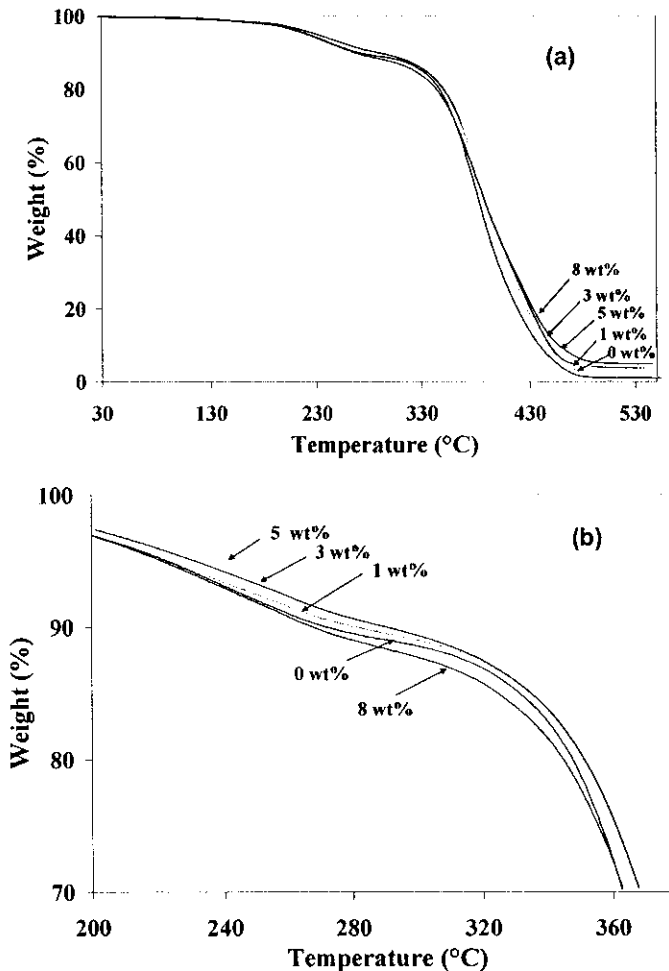 100
(a)
80
60
40
20
0
Weight (%)
8 wt%
3 wt%
5 wt%
1 wt%
0 wt%
30 130 230 330 430 530
Temperature (°C)
100
(b)
90
80
70
Weight (%)
5 wt%
3 wt%
1 wt%
0 wt%
8 wt%
200 240 280 320 360
Temperature (°C)